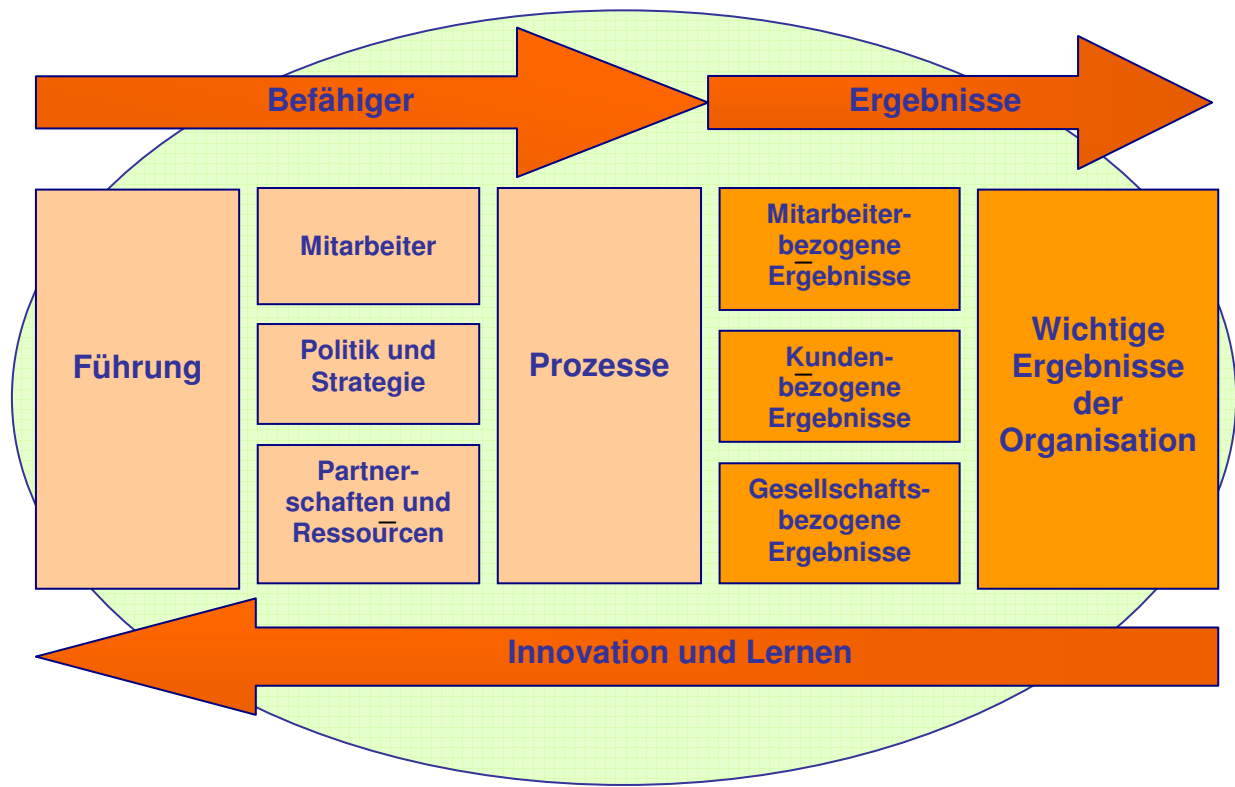 Befähiger
Ergebnisse
Führung
Mitarbeiter
Politik und
Strategie
Partner-
schaften und
Ressourcen
Prozesse
Mitarbeiter-
bezogene
Ergebnisse
Kunden-
bezogene
Ergebnisse
Gesellschafts-
bezogene
Ergebnisse
Wichtige
Ergebnisse
der
Organisation
Innovation und Lernen